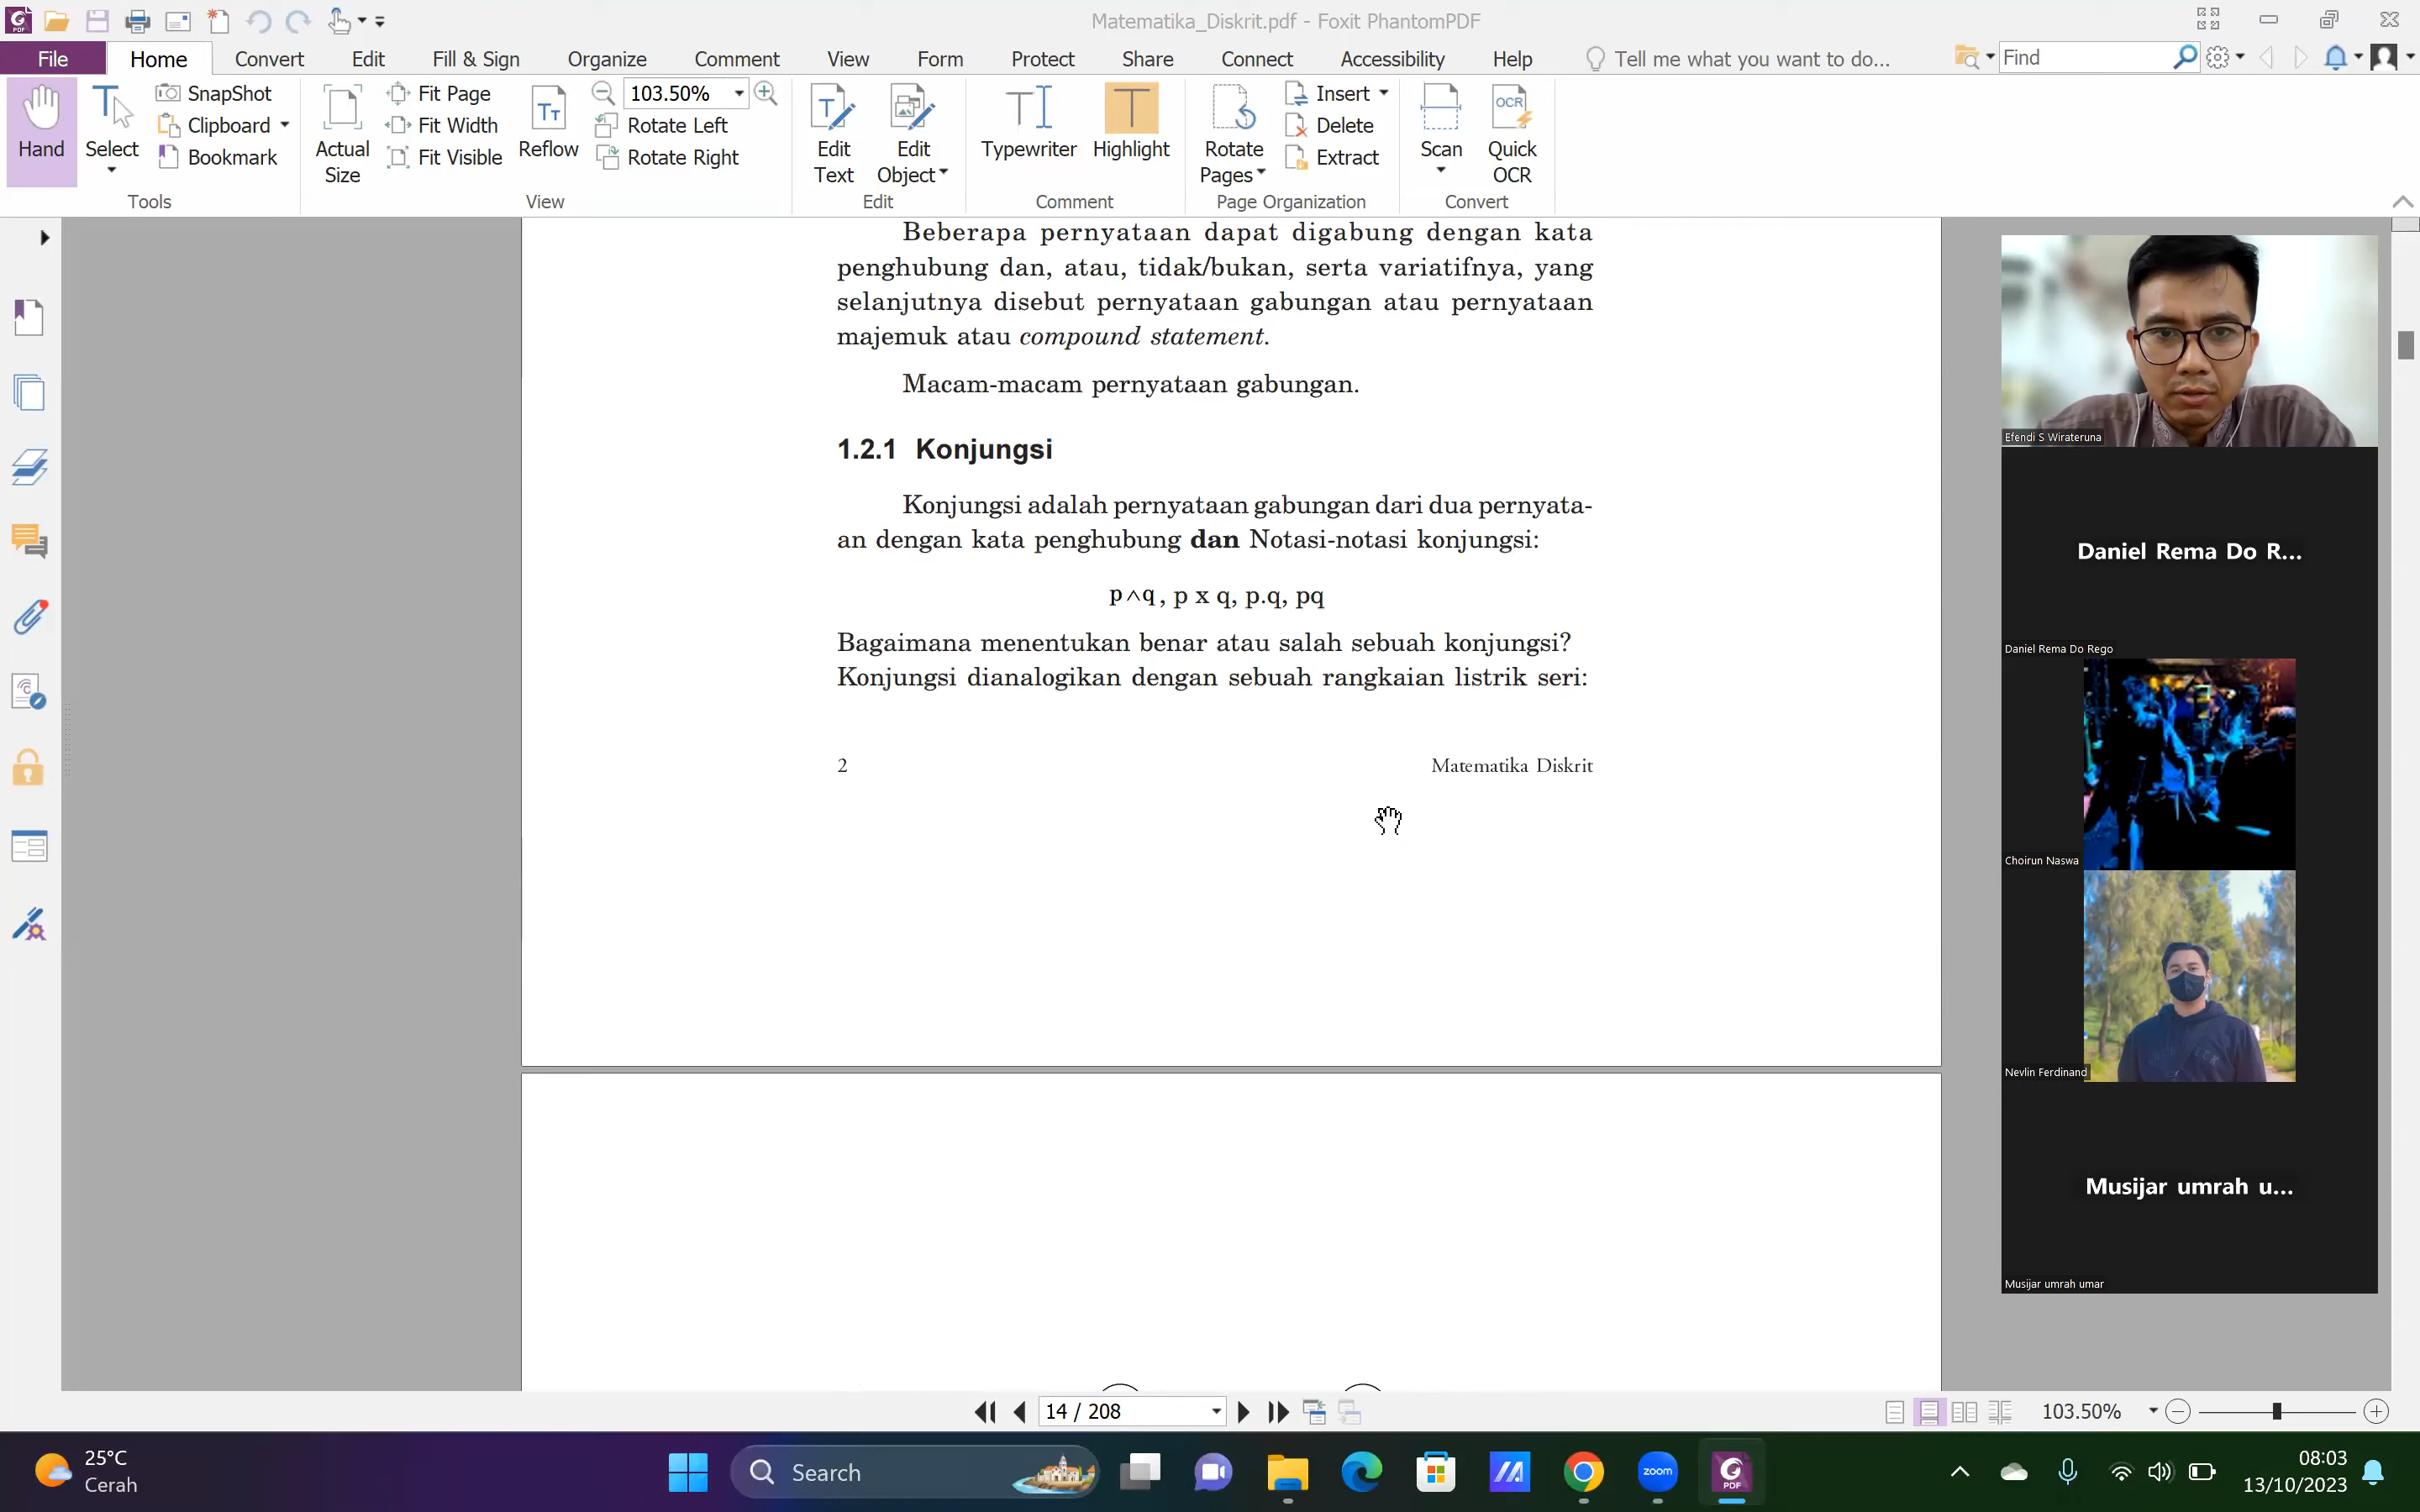 Matematika_Diskrit.pdf - Foxit PhantomPDF
File Home Convert Edit Fill & Sign Organize Comment View Form Protect Share Connect Accessibility Help Tell me what you want to do... Find
Hand
Select
SnapShot
Clipboard
Bookmark
Tools
Actual Size
Fit Page
Fit Width
Fit Visible
Reflow
103.50%
Rotate Left
Rotate Right
View
Edit Text
Edit Object
Edit
Typewriter
Highlight
Comment
Rotate Pages
Insert
Delete
Extract
Page Organization
Scan
OCR
Quick OCR
Convert
Beberapa pernyataan dapat digabung dengan kata
penghubung dan, atau, tidak/bukan, serta variatifnya, yang
selanjutnya disebut pernyataan gabungan atau pernyataan
majemuk atau compound statement.
Macam-macam pernyataan gabungan.
1.2.1 Konjungsi
Konjungsi adalah pernyataan gabungan dari dua pernyata-
an dengan kata penghubung dan Notasi-notasi konjungsi:
p ∧ q, p x q, p.q, pq
Bagaimana menentukan benar atau salah sebuah konjungsi?
Konjungsi dianalogikan dengan sebuah rangkaian listrik seri:
2 Matematika Diskrit
Efendi S Wirateruna
Daniel Rema Do R...
Daniel Rema Do Rego
Choirun Naswa
Nevlin Ferdinand
Musijar umrah u...
Musijar umrah umar
14 / 208
103.50%
25°C
Cerah
Search
zoom
PDF
08:03
13/10/2023